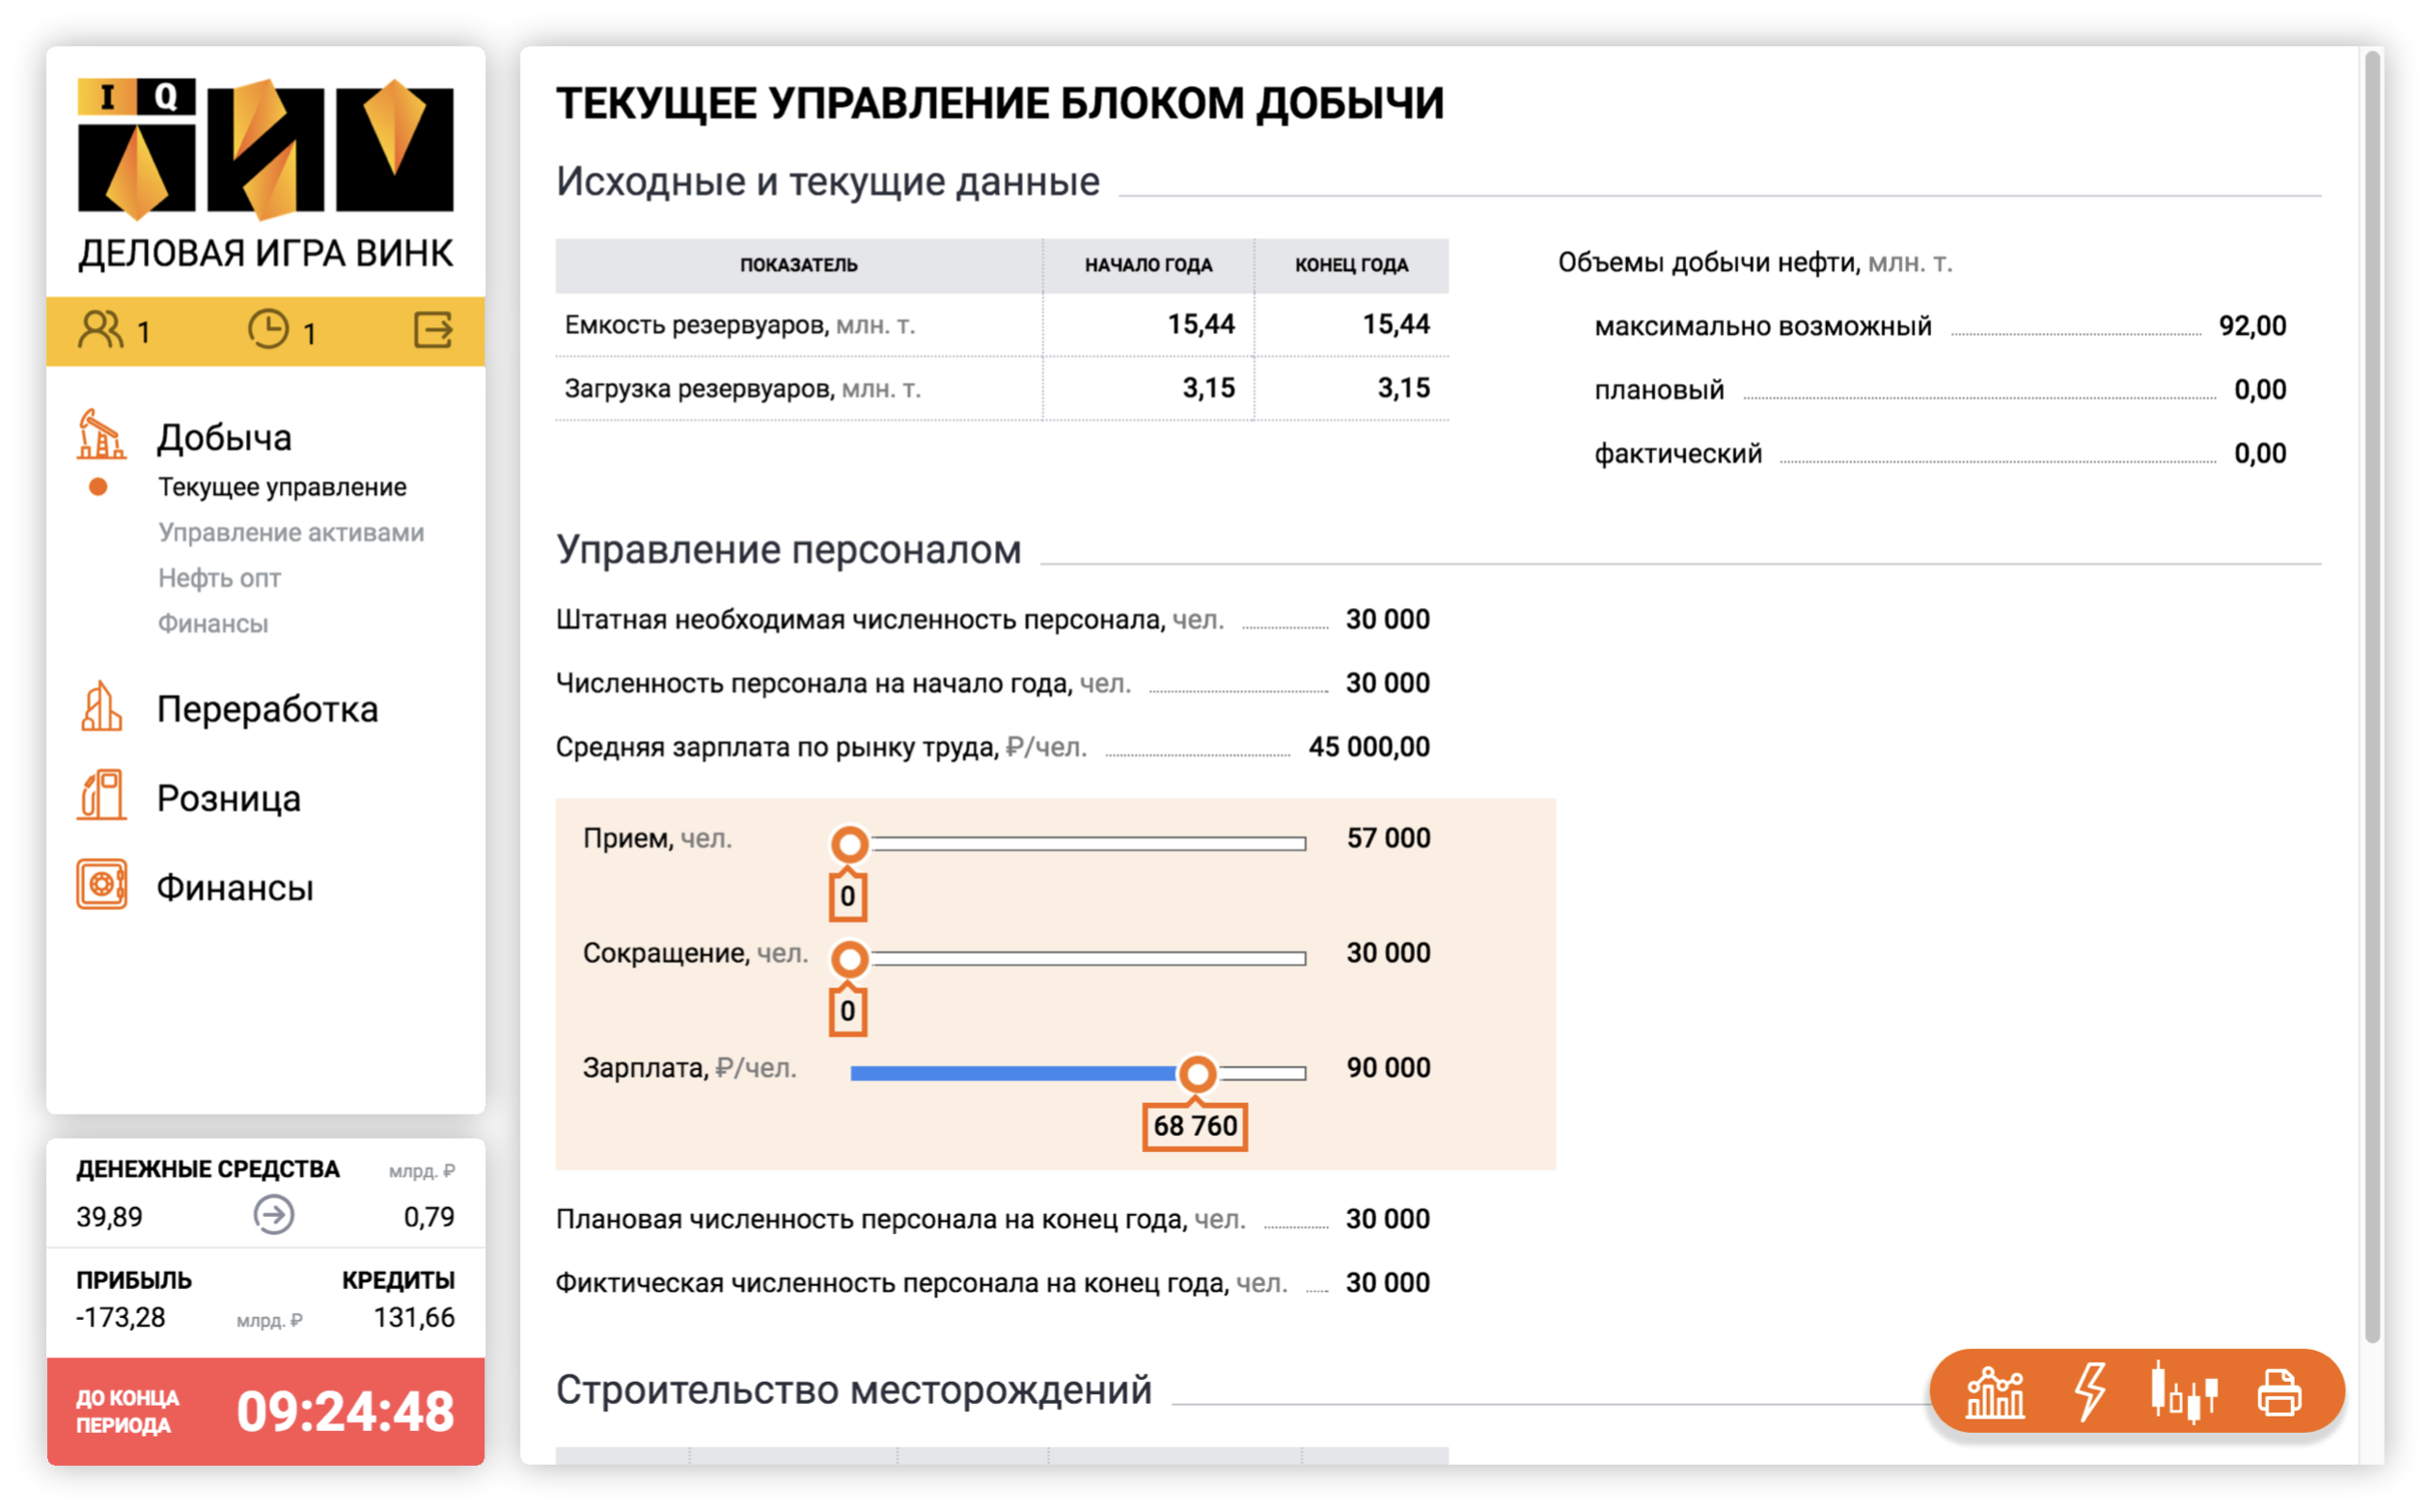 I Q
ДЕЛОВАЯ ИГРА ВИНК
1 1
Добыча
Текущее управление
Управление активами
Нефть опт
Финансы
Переработка
Розница
Финансы
ДЕНЕЖНЫЕ СРЕДСТВА млрд. ₽
39,89 0,79
ПРИБЫЛЬ КРЕДИТЫ
-173,28 млрд. ₽ 131,66
ДО КОНЦА
ПЕРИОДА 09:24:48
ТЕКУЩЕЕ УПРАВЛЕНИЕ БЛОКОМ ДОБЫЧИ
Исходные и текущие данные
ПОКАЗАТЕЛЬ НАЧАЛО ГОДА КОНЕЦ ГОДА
Емкость резервуаров, млн. т. 15,44 15,44
Загрузка резервуаров, млн. т. 3,15 3,15
Объемы добычи нефти, млн. т.
максимально возможный 92,00
плановый 0,00
фактический 0,00
Управление персоналом
Штатная необходимая численность персонала, чел. 30 000
Численность персонала на начало года, чел. 30 000
Средняя зарплата по рынку труда, ₽/чел. 45 000,00
Прием, чел. 57 000
0
Сокращение, чел. 30 000
0
Зарплата, ₽/чел. 90 000
68 760
Плановая численность персонала на конец года, чел. 30 000
Фиктическая численность персонала на конец года, чел. 30 000
Строительство месторождений